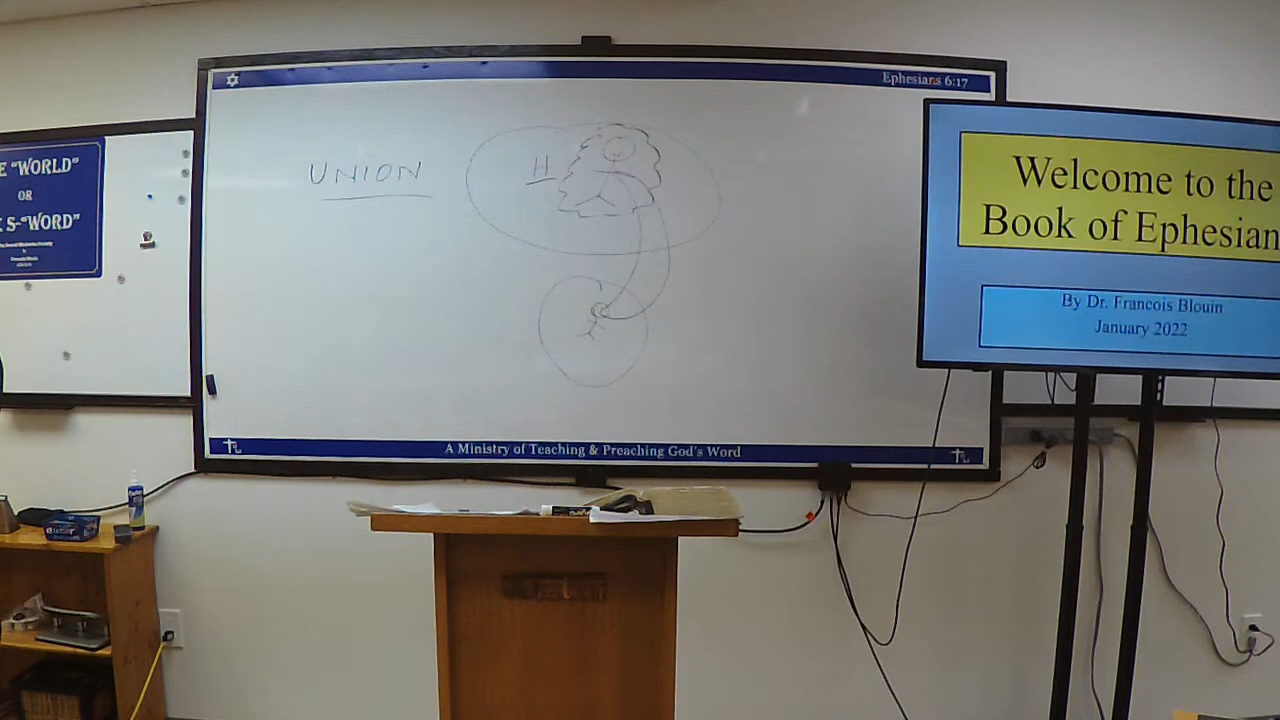 E "WORLD"
OR
E S-"WORD"
Ephesians 6:17
UNION
H
Welcome to the
Book of Ephesian
By Dr. Francois Blouin
January 2022
A Ministry of Teaching & Preaching God's Word